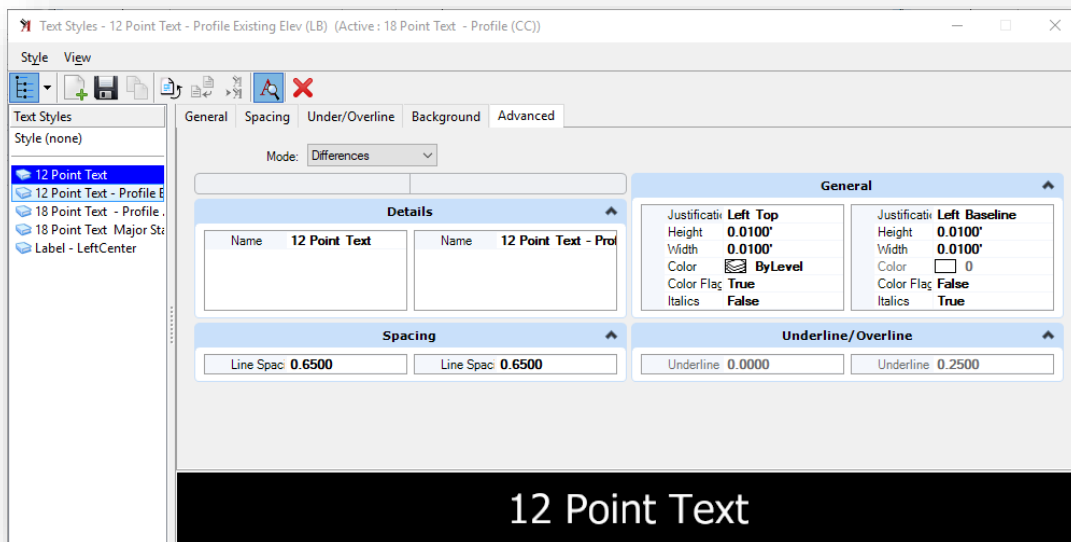 Text Styles - 12 Point Text - Profile Existing Elev (LB) (Active : 18 Point Text - Profile (CC))
Style View
Text Styles
Style (none)
12 Point Text
12 Point Text - Profile E
18 Point Text - Profile .
18 Point Text Major Sta
Label - LeftCenter
General Spacing Under/Overline Background Advanced
Mode: Differences
Details
Name 12 Point Text Name 12 Point Text - Prof
General
Justificatio Left Top Justificatio Left Baseline
Height 0.0100' Height 0.0100'
Width 0.0100' Width 0.0100'
Color ByLevel Color 0
Color Flag True Color Flag False
Italics False Italics True
Spacing
Line Spac 0.6500 Line Spac 0.6500
Underline/Overline
Underline 0.0000 Underline 0.2500
12 Point Text